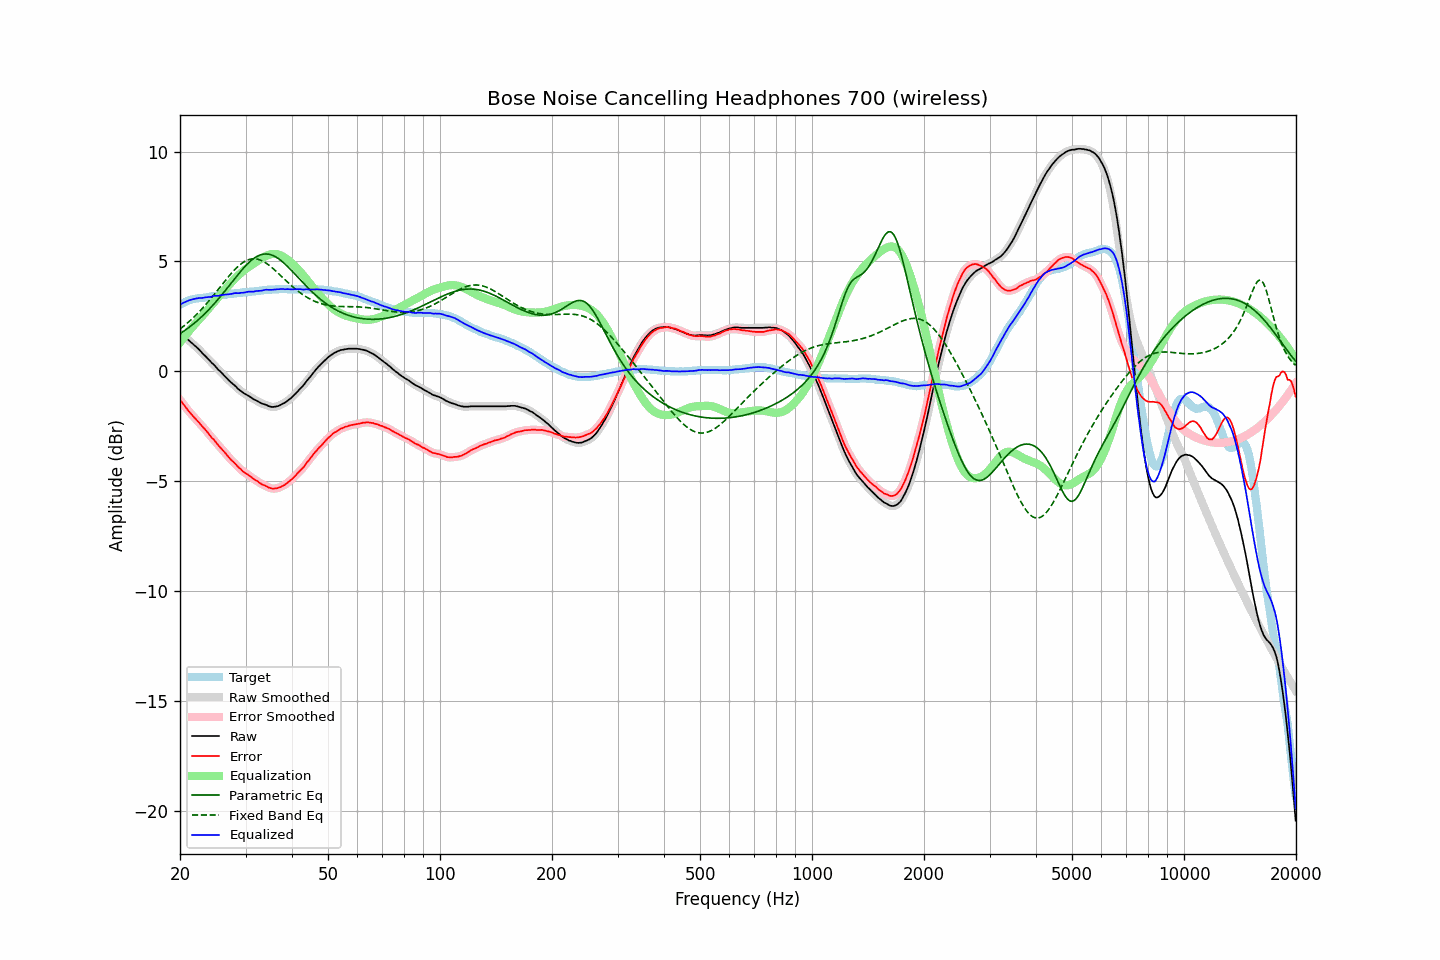 Bose Noise Cancelling Headphones 700 (wireless)
10
5
0
−5
−10
−15
−20
Amplitude (dBr)
Target
Raw Smoothed
Error Smoothed
Raw
Error
Equalization
Parametric Eq
Fixed Band Eq
Equalized
20 50 100 200 500 1000 2000 5000 10000 20000
Frequency (Hz)